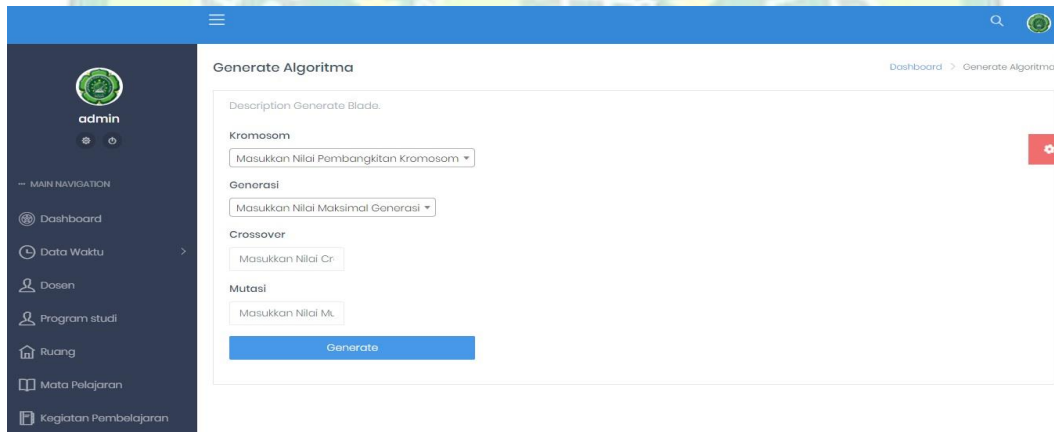 Generate Algoritma
Dashboard > Generate Algoritma
admin
--- MAIN NAVIGATION
Dashboard
Data Waktu >
Dosen
Program studi
Ruang
Mata Pelajaran
Kegiatan Pembelajaran
Description Generate Blade.
Kromosom
Masukkan Nilai Pembangkitan Kromosom
Generasi
Masukkan Nilai Maksimal Generasi
Crossover
Masukkan Nilai Cr
Mutasi
Masukkan Nilai Mu
Generate